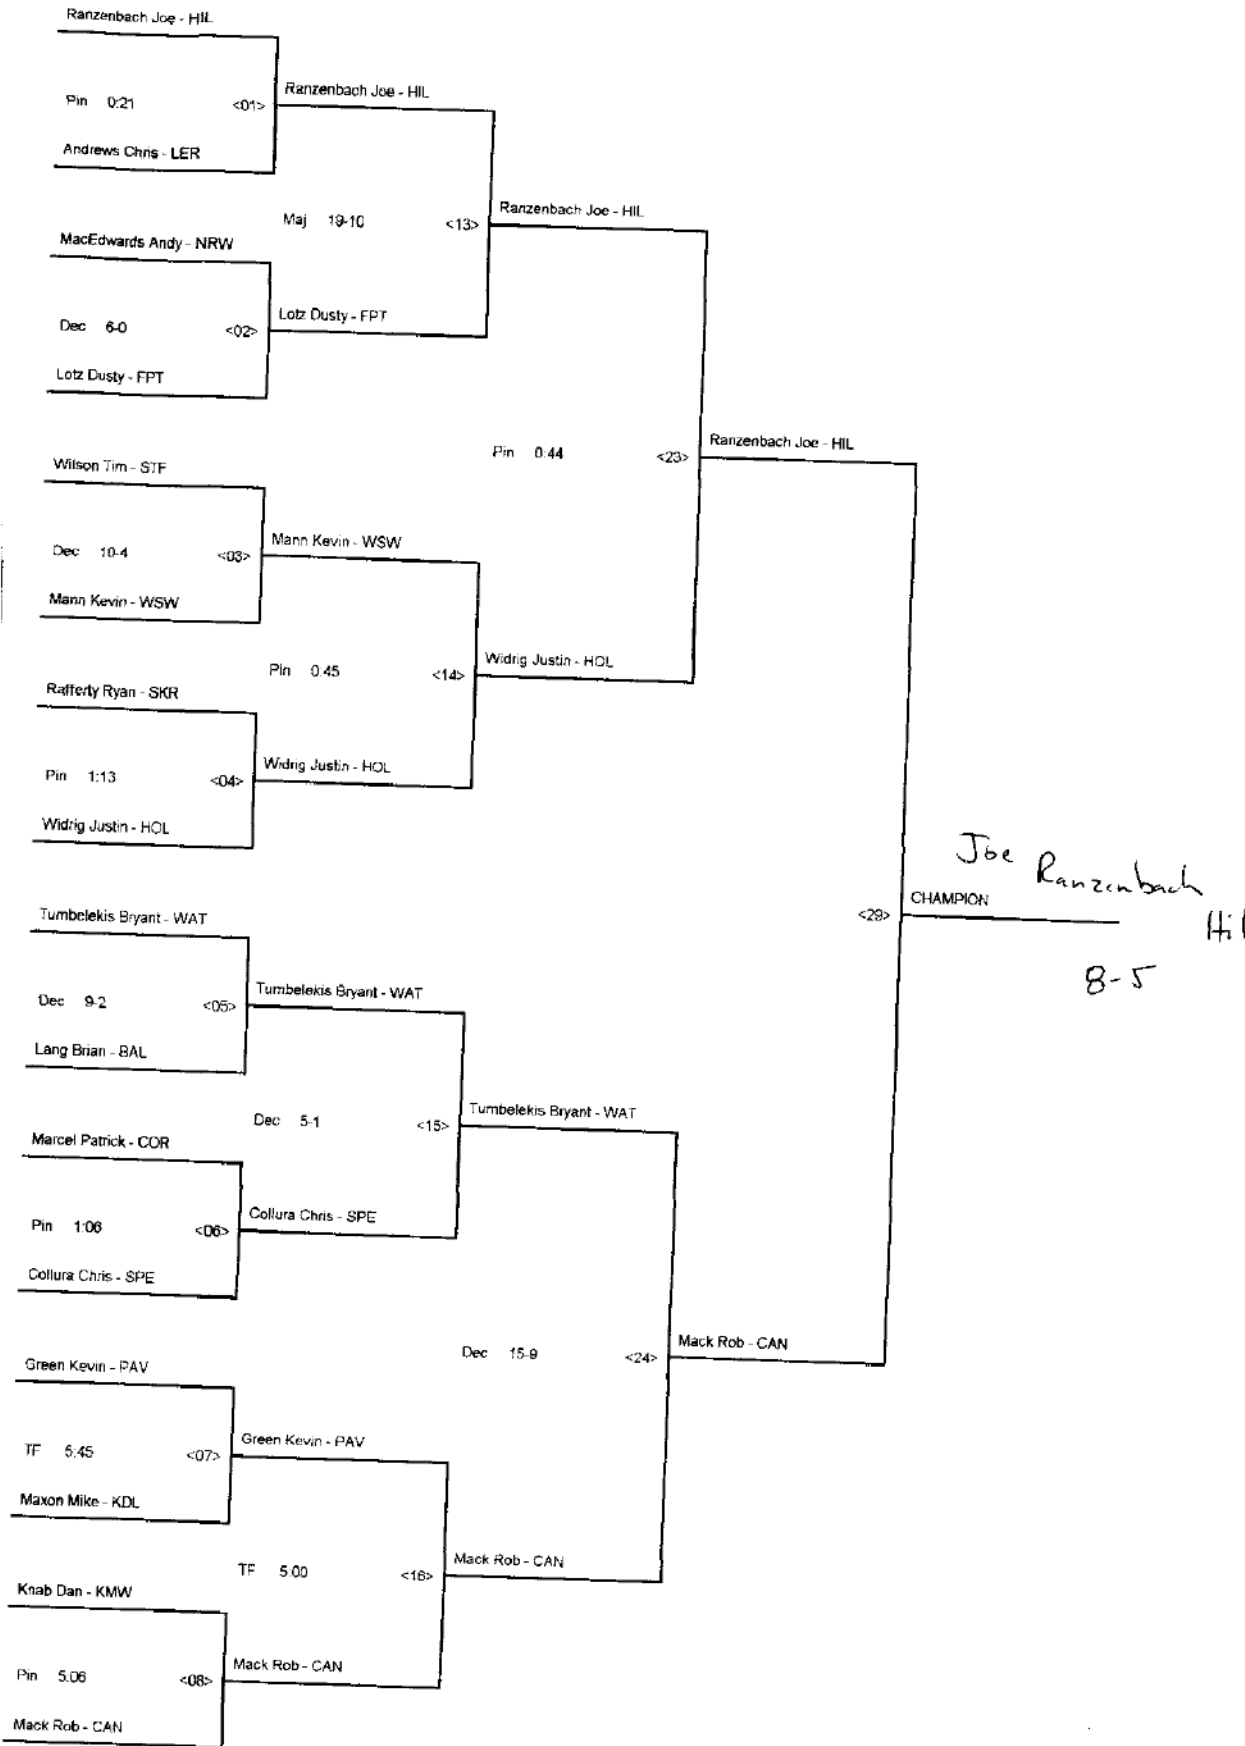 Ranzenbach Joe - HIL
Pin 0:21 <01>
Ranzenbach Joe - HIL
Andrews Chris - LER
Maj 19-10 <13>
Ranzenbach Joe - HIL
MacEdwards Andy - NRW
Dec 6-0 <02>
Lotz Dusty - FPT
Lotz Dusty - FPT
Pin 0:44 <23>
Ranzenbach Joe - HIL
Wilson Tim - STF
Dec 10-4 <03>
Mann Kevin - WSW
Mann Kevin - WSW
Pin 0:45 <14>
Widrig Justin - HOL
Rafferty Ryan - SKR
Pin 1:13 <04>
Widrig Justin - HOL
Widrig Justin - HOL
<29> CHAMPION
Joe Ranzenbach
Hil
8-5
Tumbelekis Bryant - WAT
Dec 9-2 <05>
Tumbelekis Bryant - WAT
Lang Brian - BAL
Dec 5-1 <15>
Tumbelekis Bryant - WAT
Marcel Patrick - COR
Pin 1:06 <06>
Collura Chris - SPE
Collura Chris - SPE
Dec 15-9 <24>
Mack Rob - CAN
Green Kevin - PAV
TF 5:45 <07>
Green Kevin - PAV
Maxon Mike - KDL
TF 5:00 <16>
Mack Rob - CAN
Knab Dan - KMW
Pin 5:06 <08>
Mack Rob - CAN
Mack Rob - CAN